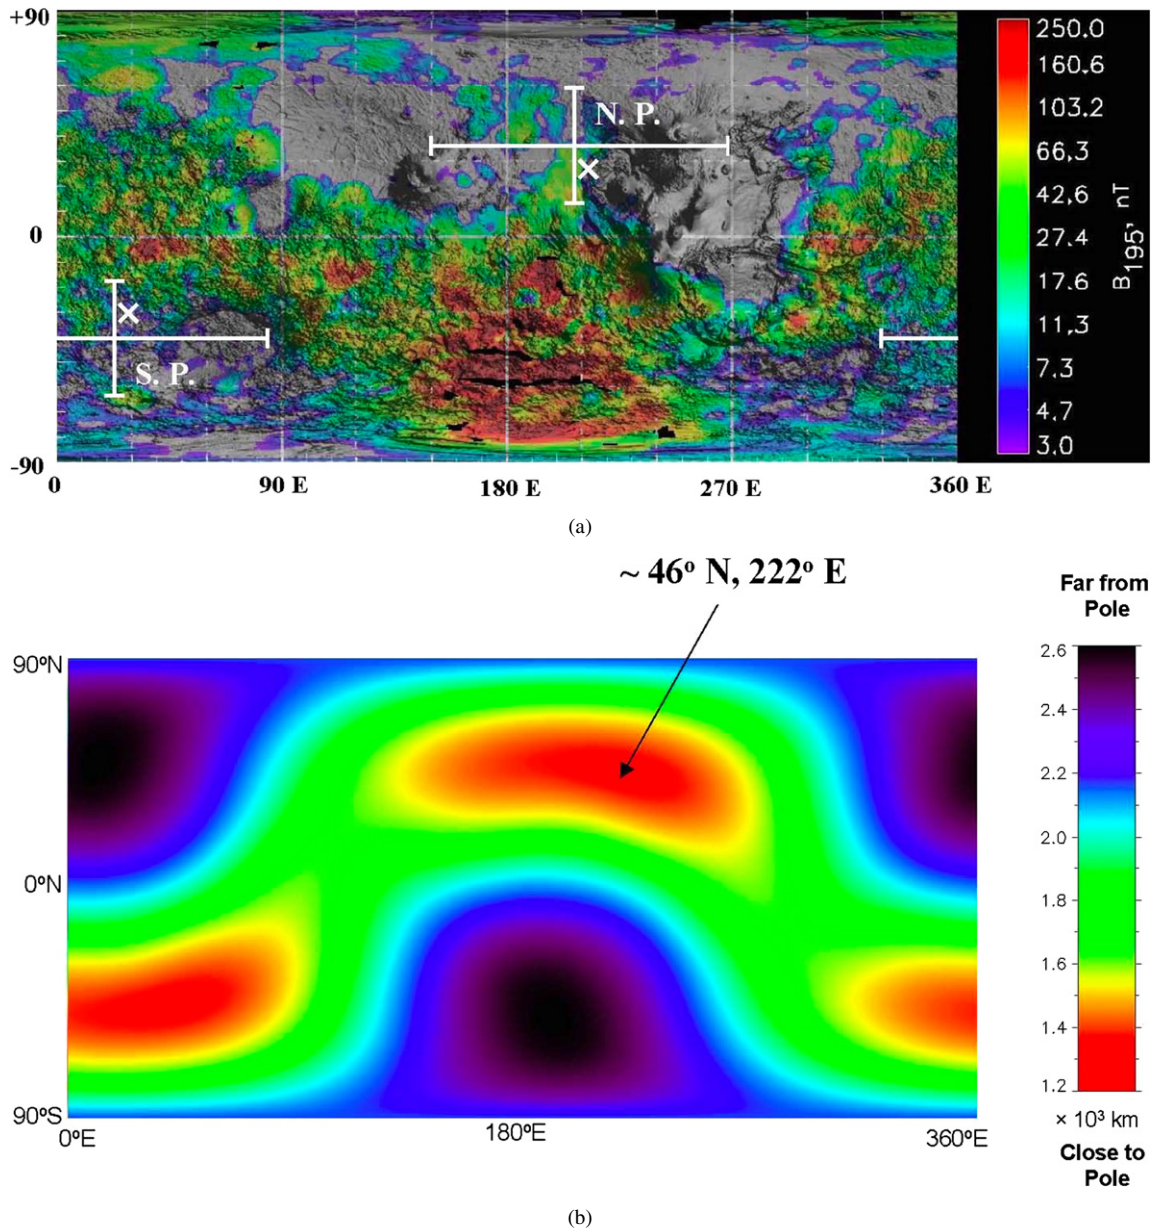 +90
N. P.
0
S. P.
-90
0
90 E
180 E
270 E
360 E
250.0
160.6
103.2
66.3
42.6
27.4
17.6
11.3
7.3
4.7
3.0
B195, nT
(a)
~ 46° N, 222° E
90°N
0°N
90°S
0°E
180°E
360°E
Far from
Pole
2.6
2.4
2.2
2.0
1.8
1.6
1.4
1.2
× 10³ km
Close to
Pole
(b)